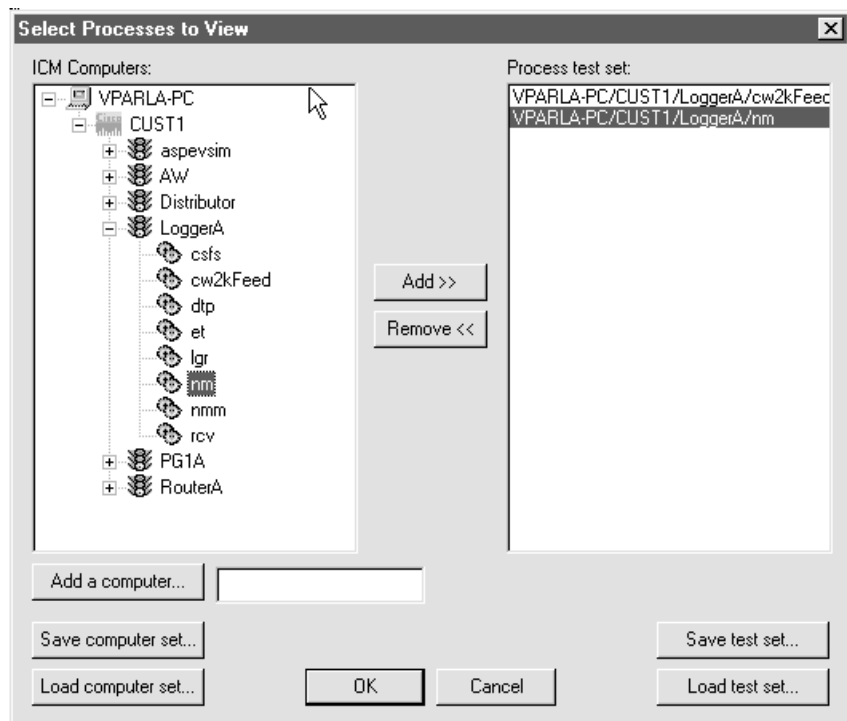 Select Processes to View
ICM Computers:
VPARLA-PC
CUST1
aspevsim
AW
Distributor
LoggerA
csfs
cw2kFeed
dtp
et
lgr
nm
nmm
rcv
PG1A
RouterA
Add >>
Remove <<
Process test set:
VPARLA-PC/CUST1/LoggerA/cw2kFeed
VPARLA-PC/CUST1/LoggerA/nm
Add a computer...
Save computer set...
Save test set...
Load computer set...
OK
Cancel
Load test set...